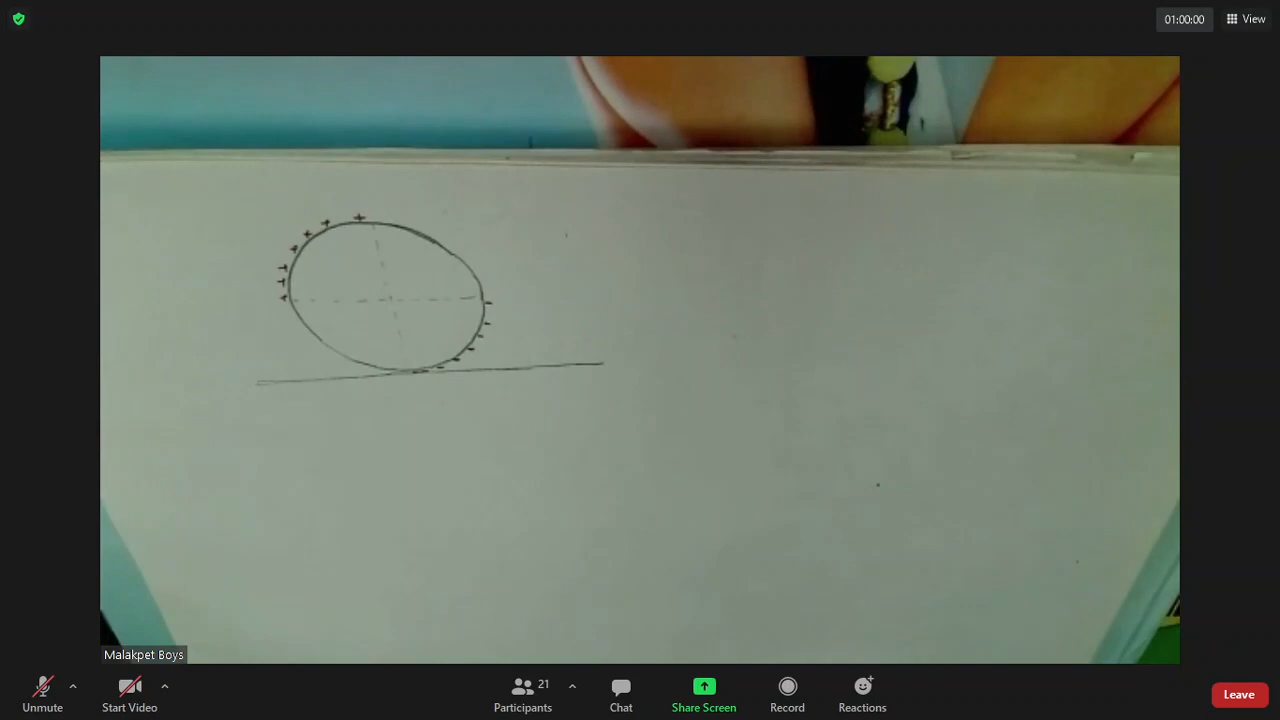 01:00:00
View
Malakpet Boys
Unmute
Start Video
Participants
21
Chat
Share Screen
Record
Reactions
Leave